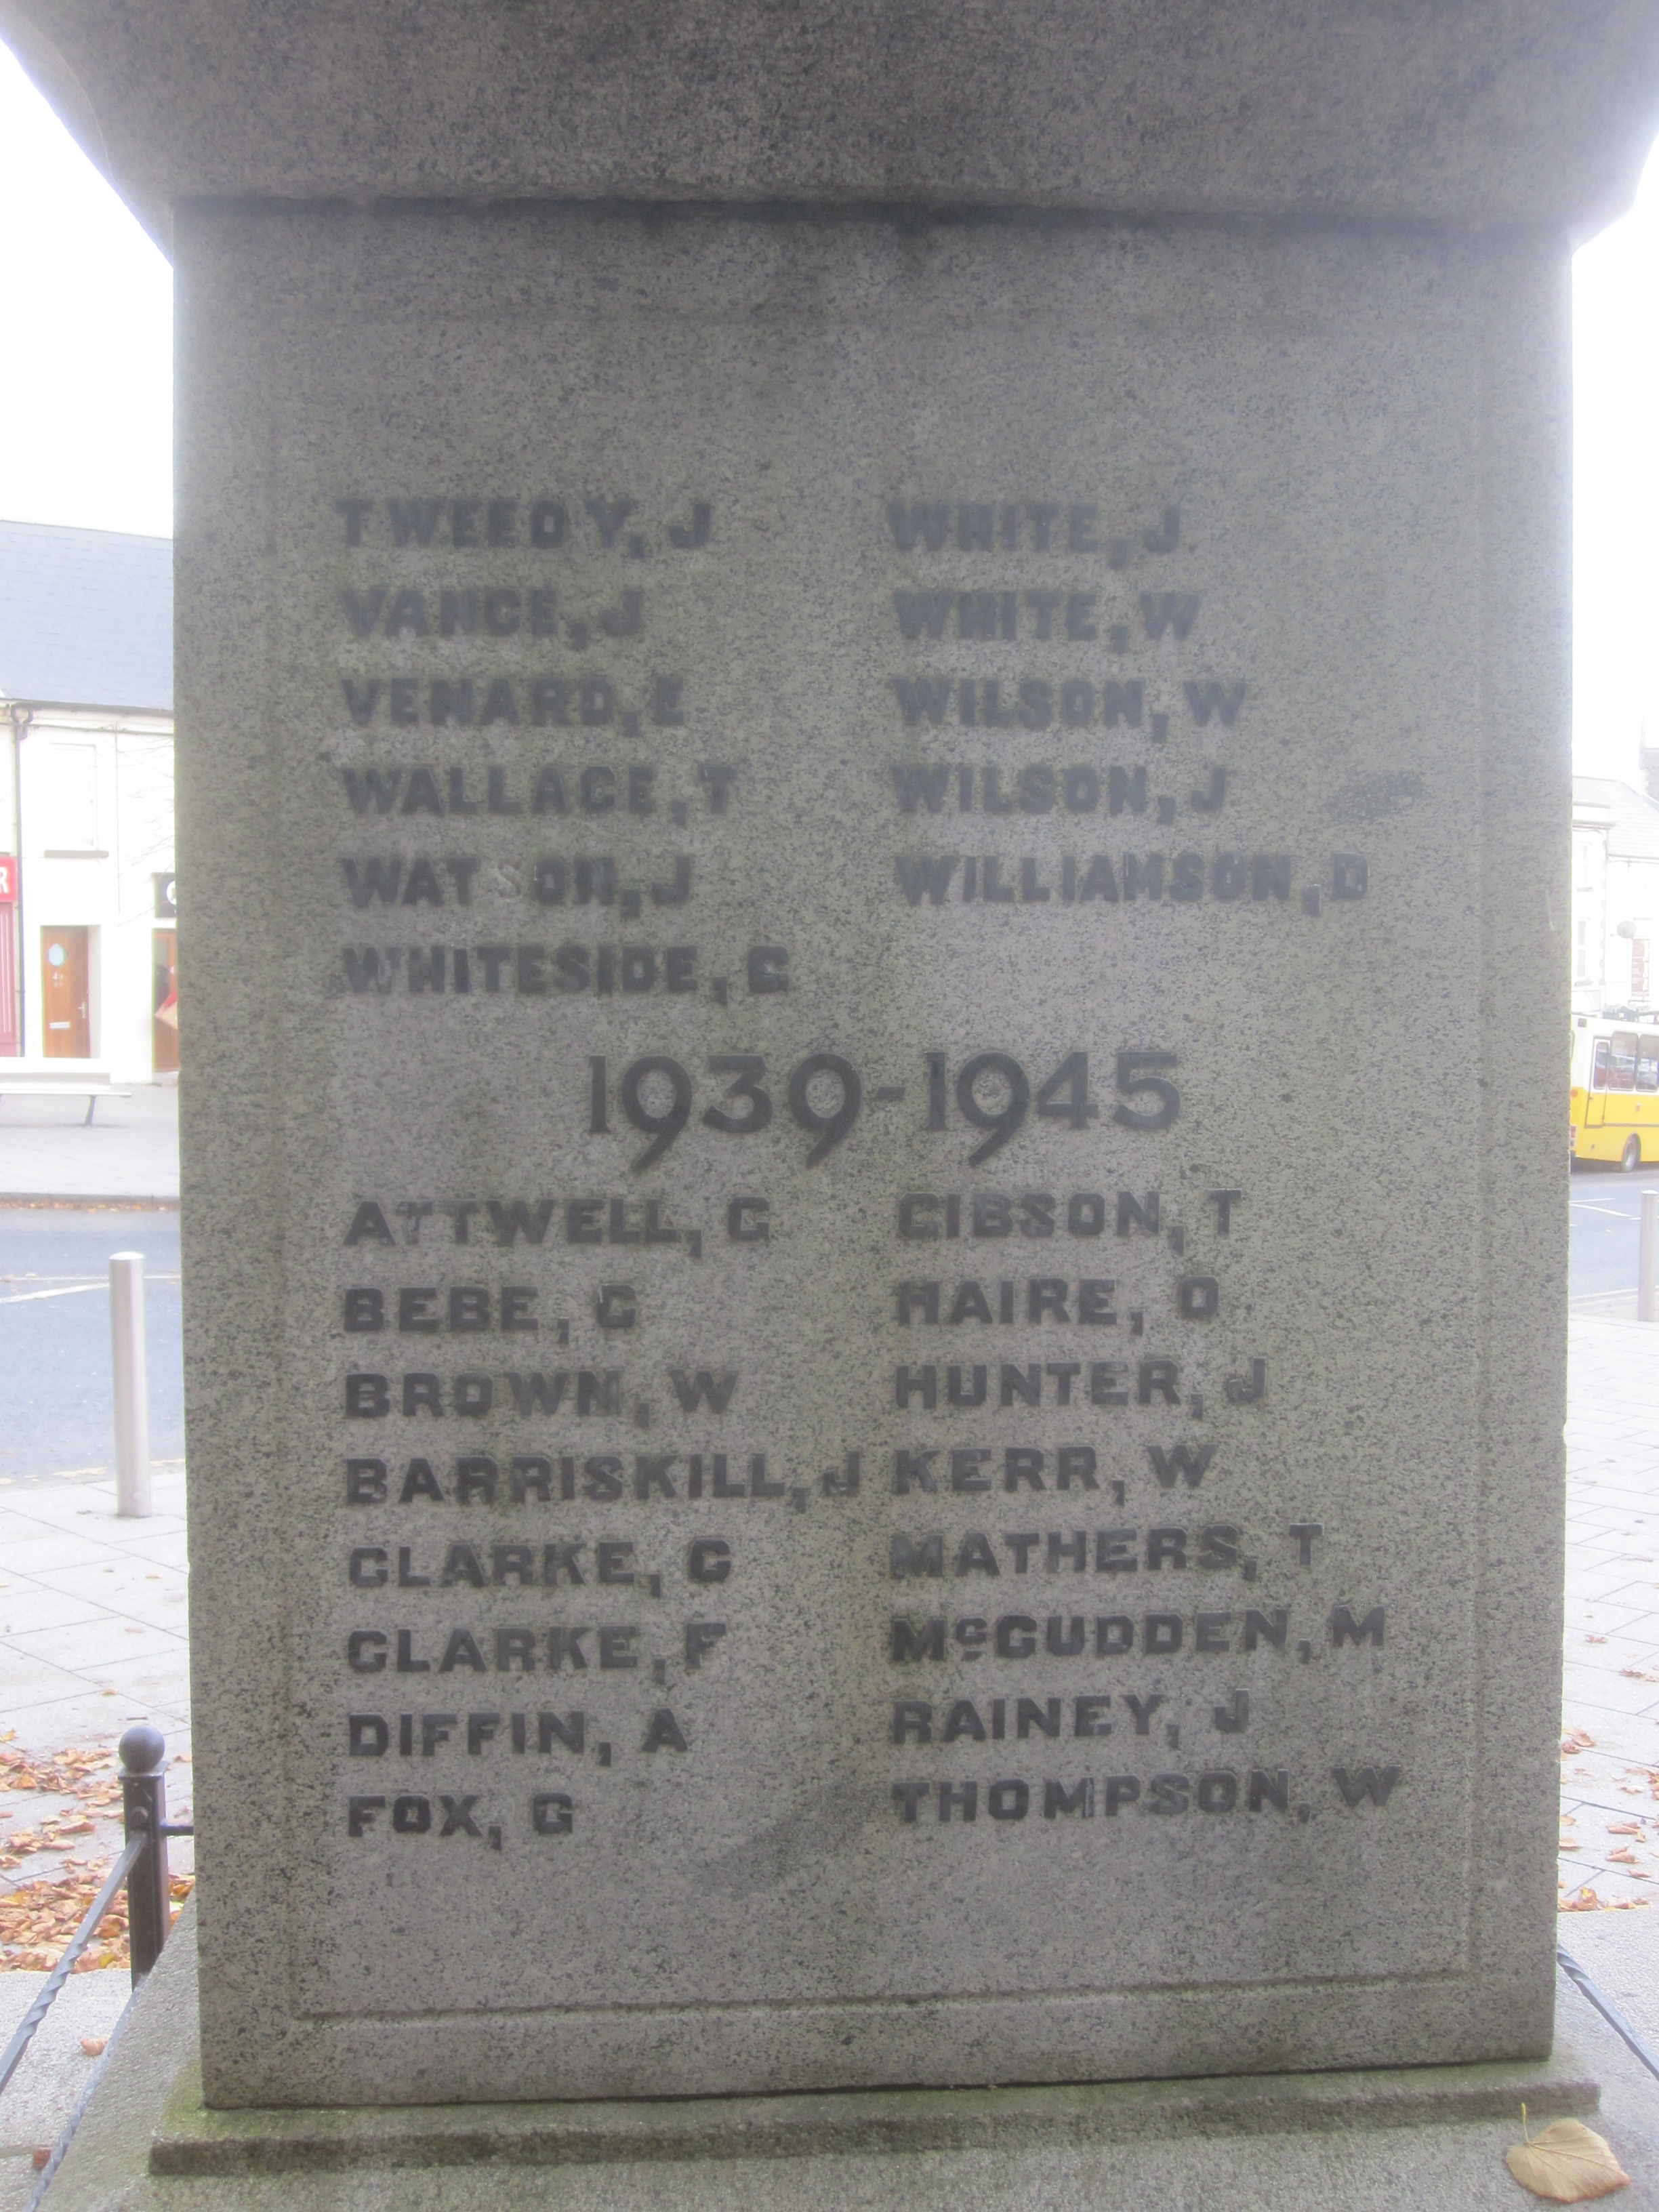 TWEEDY, J
VANCE, J
VENARD, E
WALLACE, T
WATSON, J
WHITESIDE, C
WHITE, J
WHITE, W
WILSON, W
WILSON, J
WILLIAMSON, D
1939-1945
ATTWELL, G
BEBE, G
BROWN, W
BARRISKILL, J
CLARKE, C
CLARKE, F
DIFFIN, A
FOX, G
GIBSON, T
HAIRE, O
HUNTER, J
KERR, W
MATHERS, T
McCUDDEN, M
RAINEY, J
THOMPSON, W